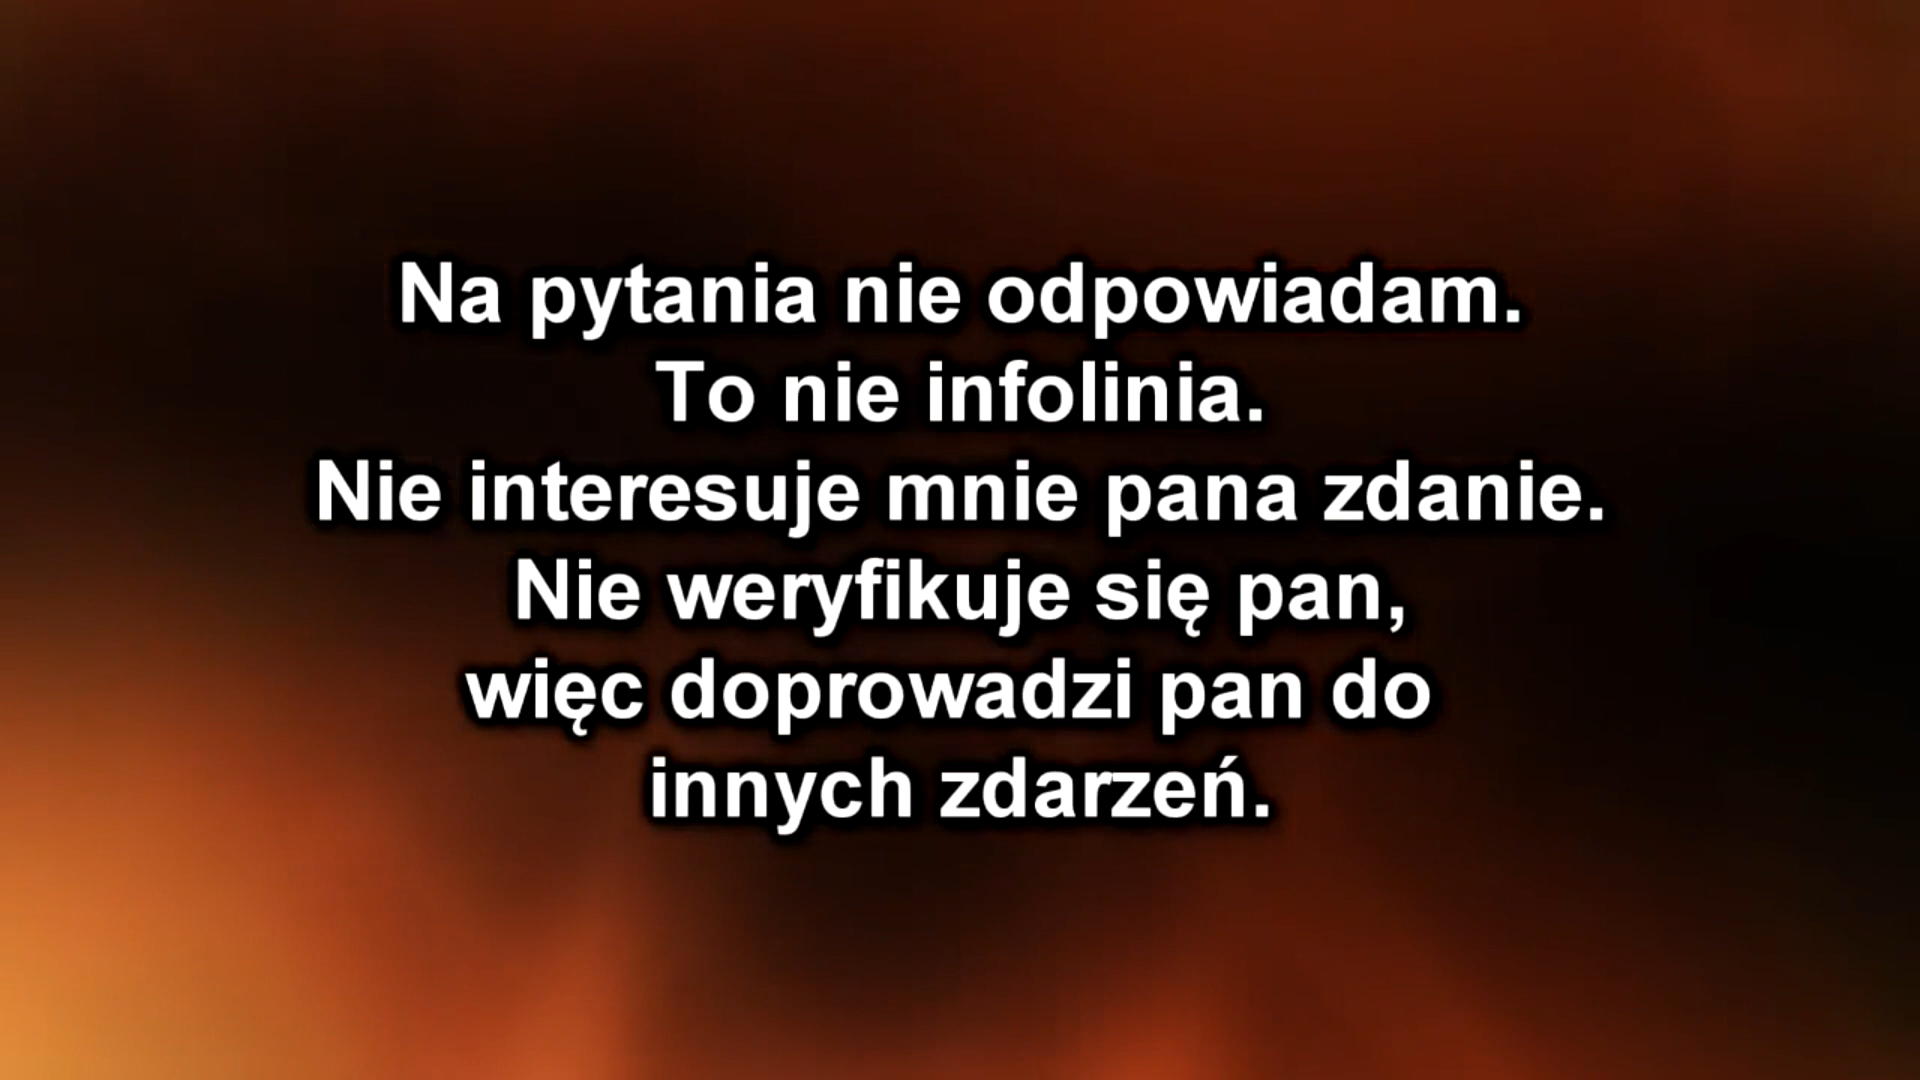 Na pytania nie odpowiadam.
To nie infolinia.
Nie interesuje mnie pana zdanie.
Nie weryfikuje się pan,
więc doprowadzi pan do
innych zdarzeń.